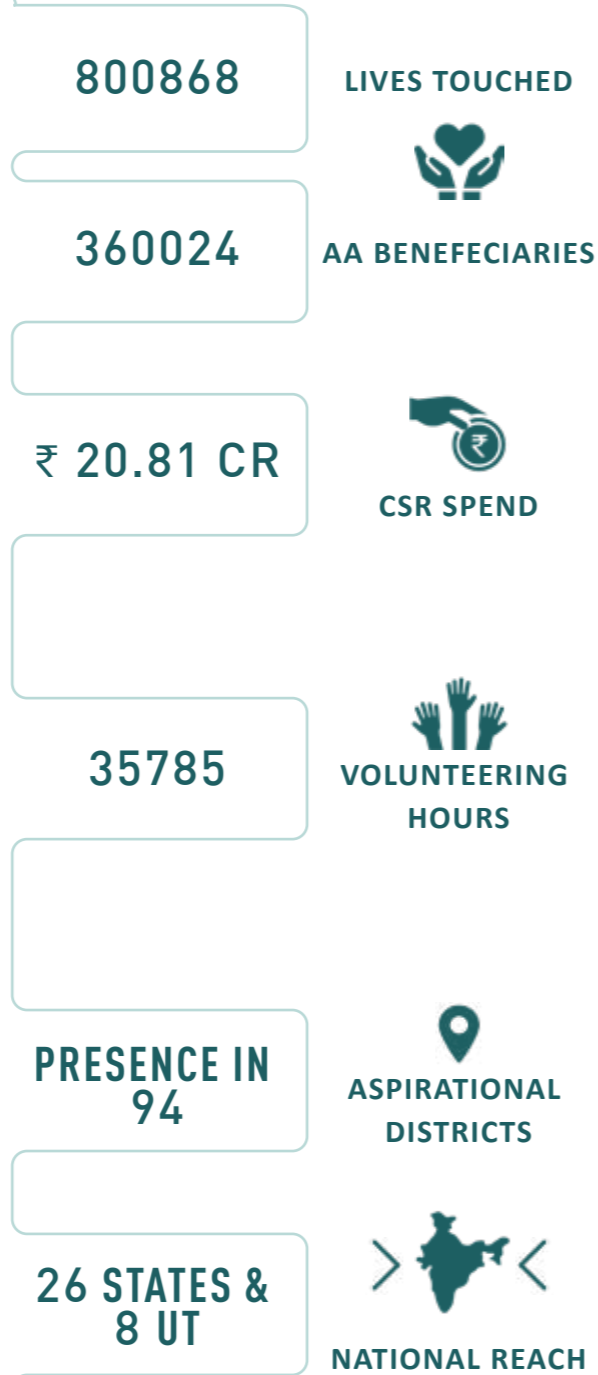 800868
LIVES TOUCHED
360024
AA BENEFECIARIES
₹ 20.81 CR
₹
CSR SPEND
35785
VOLUNTEERING
HOURS
PRESENCE IN
94
ASPIRATIONAL
DISTRICTS
26 STATES &
8 UT
NATIONAL REACH